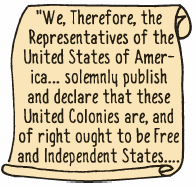 "We, Therefore, the
Representatives of the
United States of Amer-
ica... solemnly publish
and declare that these
United Colonies are, and
of right ought to be Free
and Independent States....